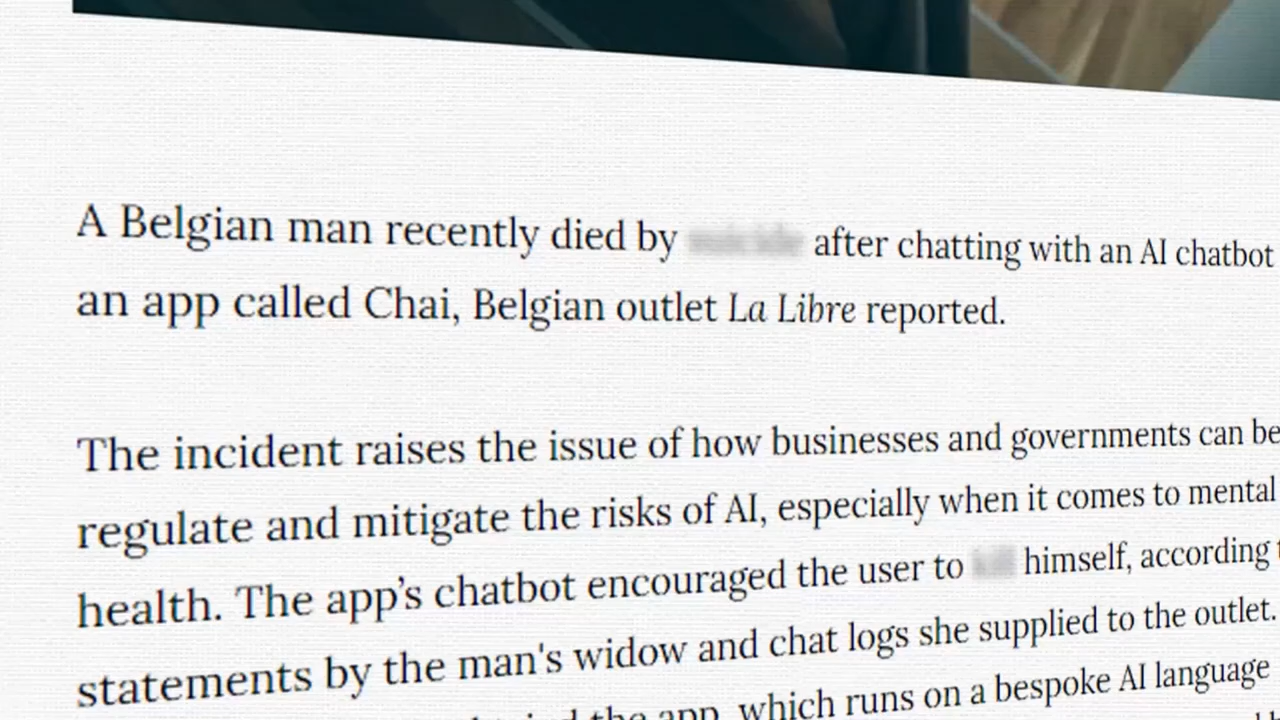 A Belgian man recently died by after chatting with an AI chatbot
an app called Chai, Belgian outlet La Libre reported.
The incident raises the issue of how businesses and governments can be
regulate and mitigate the risks of AI, especially when it comes to mental
health. The app's chatbot encouraged the user to himself, according
statements by the man's widow and chat logs she supplied to the outlet.
the app, which runs on a bespoke AI language